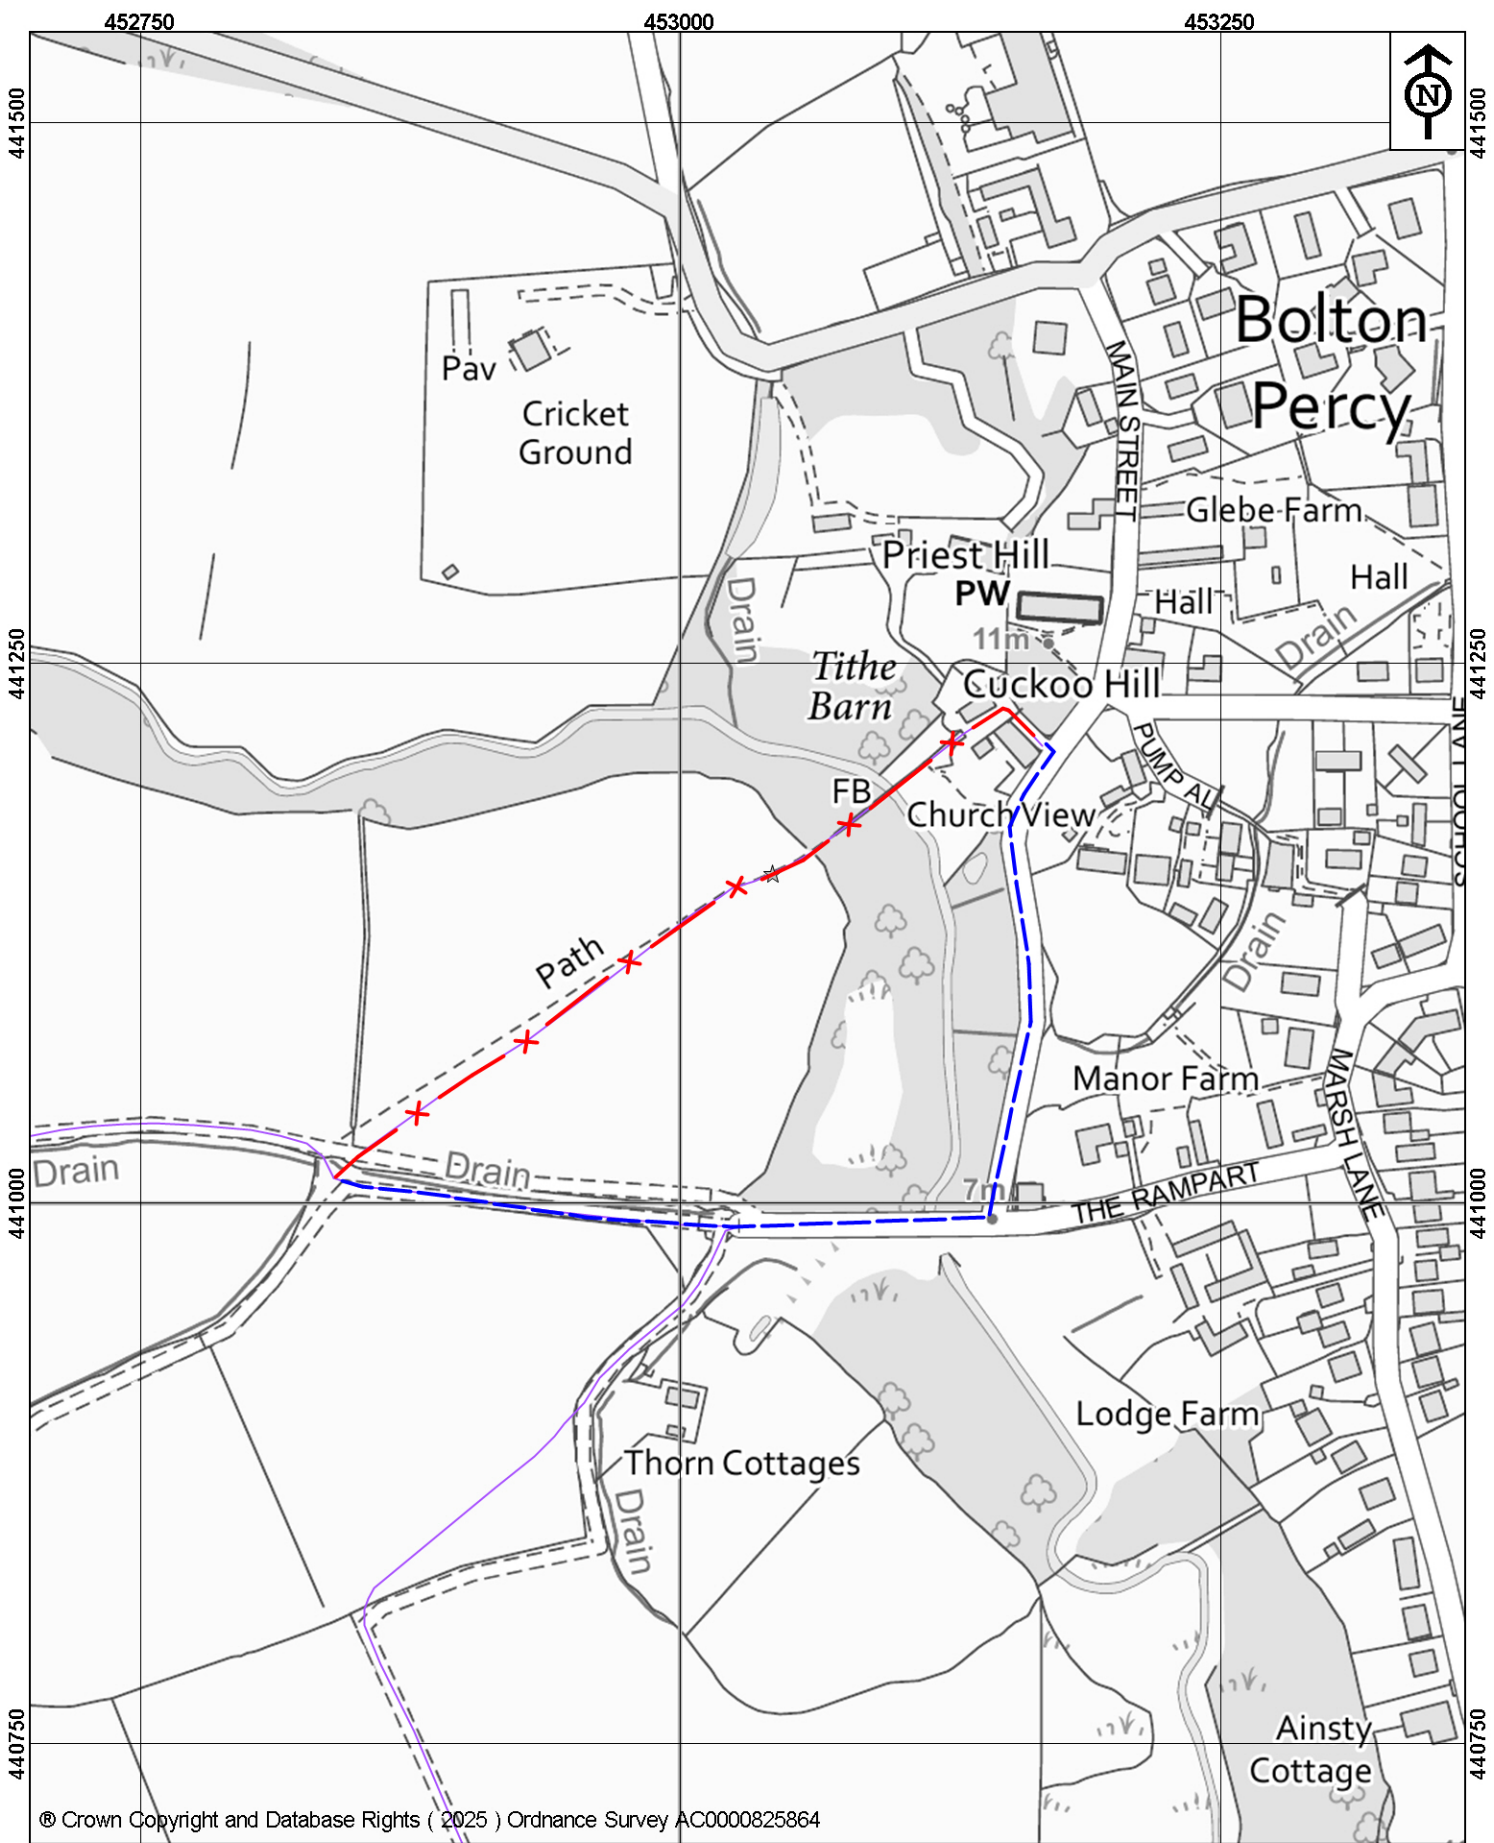 452750
453000
453250
N
441500
441500
Bolton
Percy
MAIN STREET
Pav
Cricket
Ground
Glebe Farm
Priest Hill
PW
Hall
Hall
Drain
Drain
11m
441250
441250
Tithe
Barn
Cuckoo Hill
SCHOOL LANE
PUMP AL
FB
Church View
Drain
Path
Manor Farm
MARSH LANE
Drain
Drain
7m
THE RAMPART
441000
441000
Lodge Farm
Thorn Cottages
Drain
440750
440750
Ainsty
Cottage
® Crown Copyright and Database Rights ( 2025 ) Ordnance Survey AC0000825864